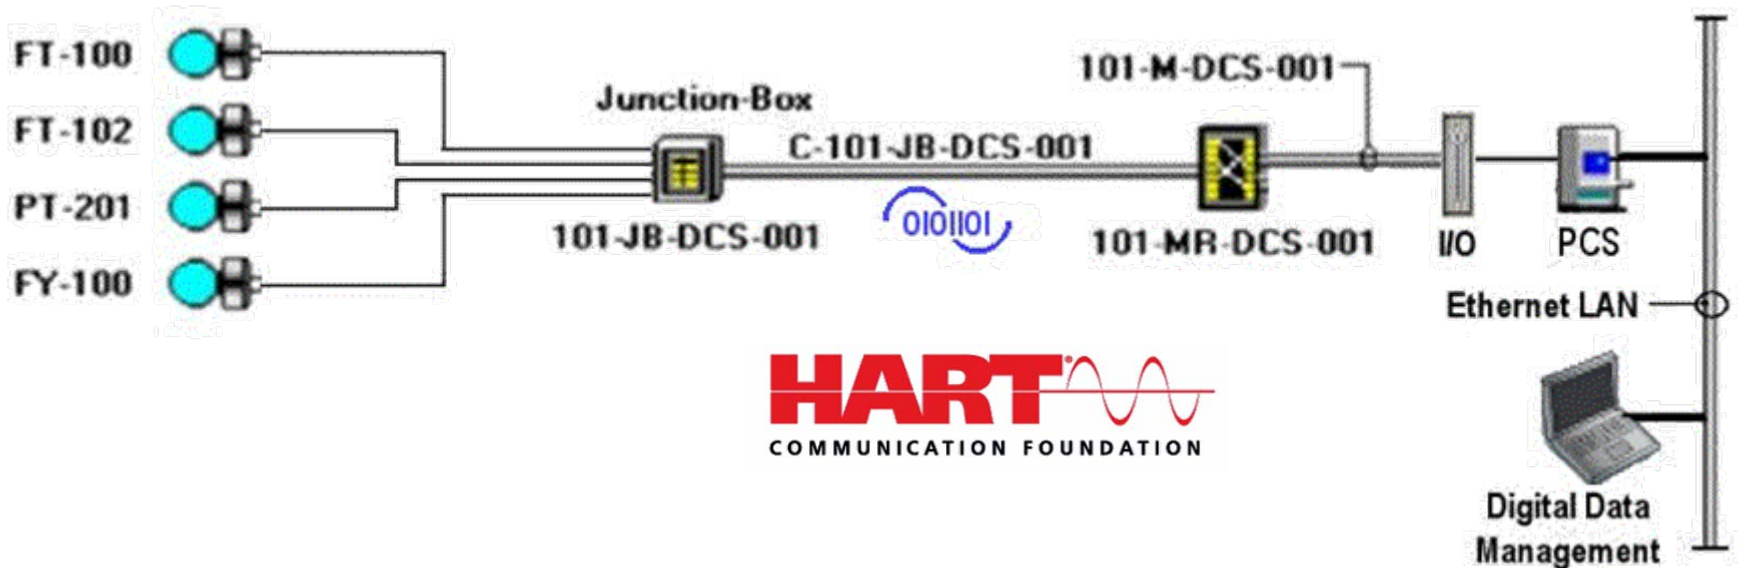 FT-100
FT-102
PT-201
FY-100
Junction-Box
101-JB-DCS-001
C-101-JB-DCS-001
0101101
101-M-DCS-001
101-MR-DCS-001
I/O
PCS
Ethernet LAN
HART®
COMMUNICATION FOUNDATION
Digital Data
Management